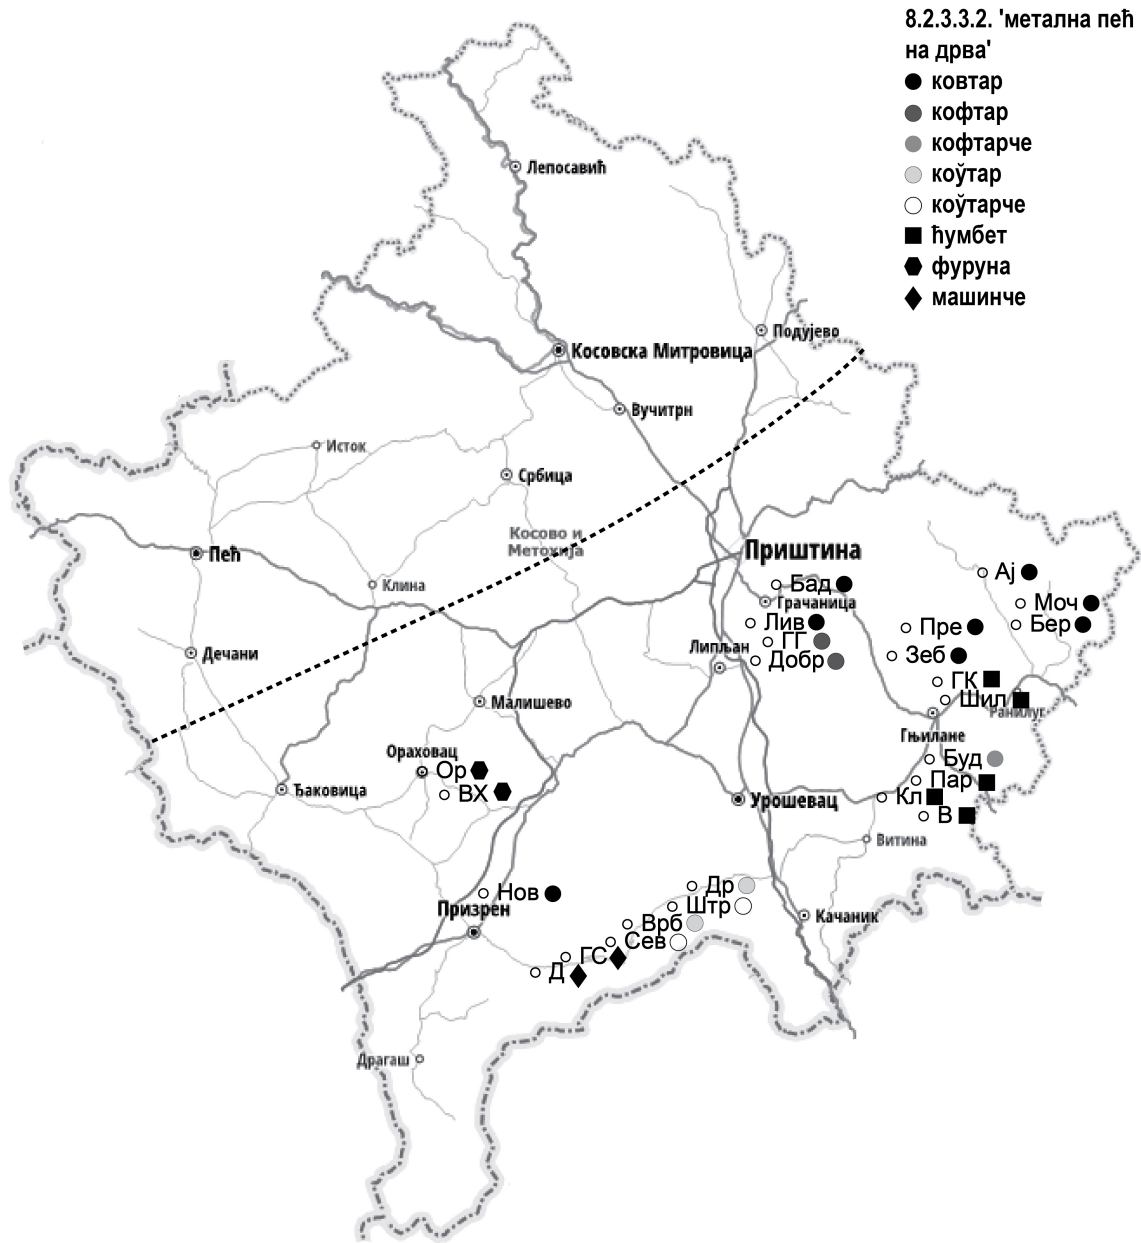 8.2.3.3.2. 'метална пећ
на дрва'
ковтар
кофтар
кофтарче
коўтар
коўтарче
ћумбет
фуруна
машинче
Лепосавић
Подујево
Косовска Митровица
Вучитрн
Исток
Србица
Косово и
Метохија
Приштина
Пећ
Клина
Бад
Ај
Грачаница
Моч
Лив
Пре
Бер
ГГ
Липљан
Добр
Зеб
Дечани
ГК
Шил
Малишево
Ранилуг
Гњилане
Ораховац
Ор
Буд
Пар
Ђаковица
ВХ
Урошевац
Кл
В
Витина
Нов
Др
Призрен
Штр
Качаник
Врб
Сев
ГС
Д
Драгаш